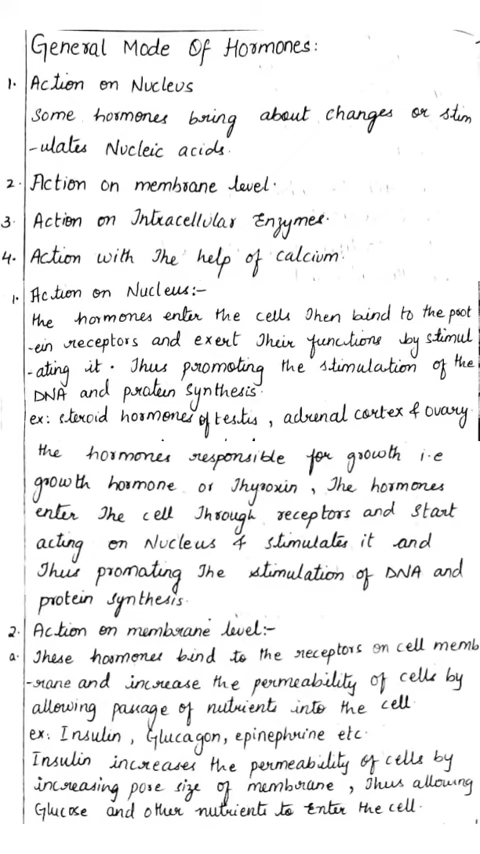 General Mode Of Hormones:
1. Action on Nucleus
Some hormones bring about changes or stim
-ulates Nucleic acids.
2. Action on membrane level.
3. Action on Intracellular Enzymes.
4. Action with The help of calcium.
1. Action on Nucleus:-
the hormones enter the cells Then bind to the prot
-ein receptors and exert Their functions by stimul
-ating it. Thus promoting the stimulation of the
DNA and protein synthesis.
ex: steroid hormones of testis, adrenal cortex & ovary
the hormones responsible for growth i.e
growth hormone or Thyroxin, The hormones
enter The cell Through receptors and start
acting on Nucleus & stimulates it and
Thus promating The stimulation of DNA and
protein synthesis.
2. Action on membrane level:-
a. These hormones bind to the receptors on cell memb
-rane and increase the permeability of cells by
allowing passage of nutrients into the cell
ex: Insulin, Glucagon, epinephrine etc.
Insulin increases the permeability of cells by
increasing pore size of membrane, Thus allowing
Glucose and other nutrients to Enter the cell.